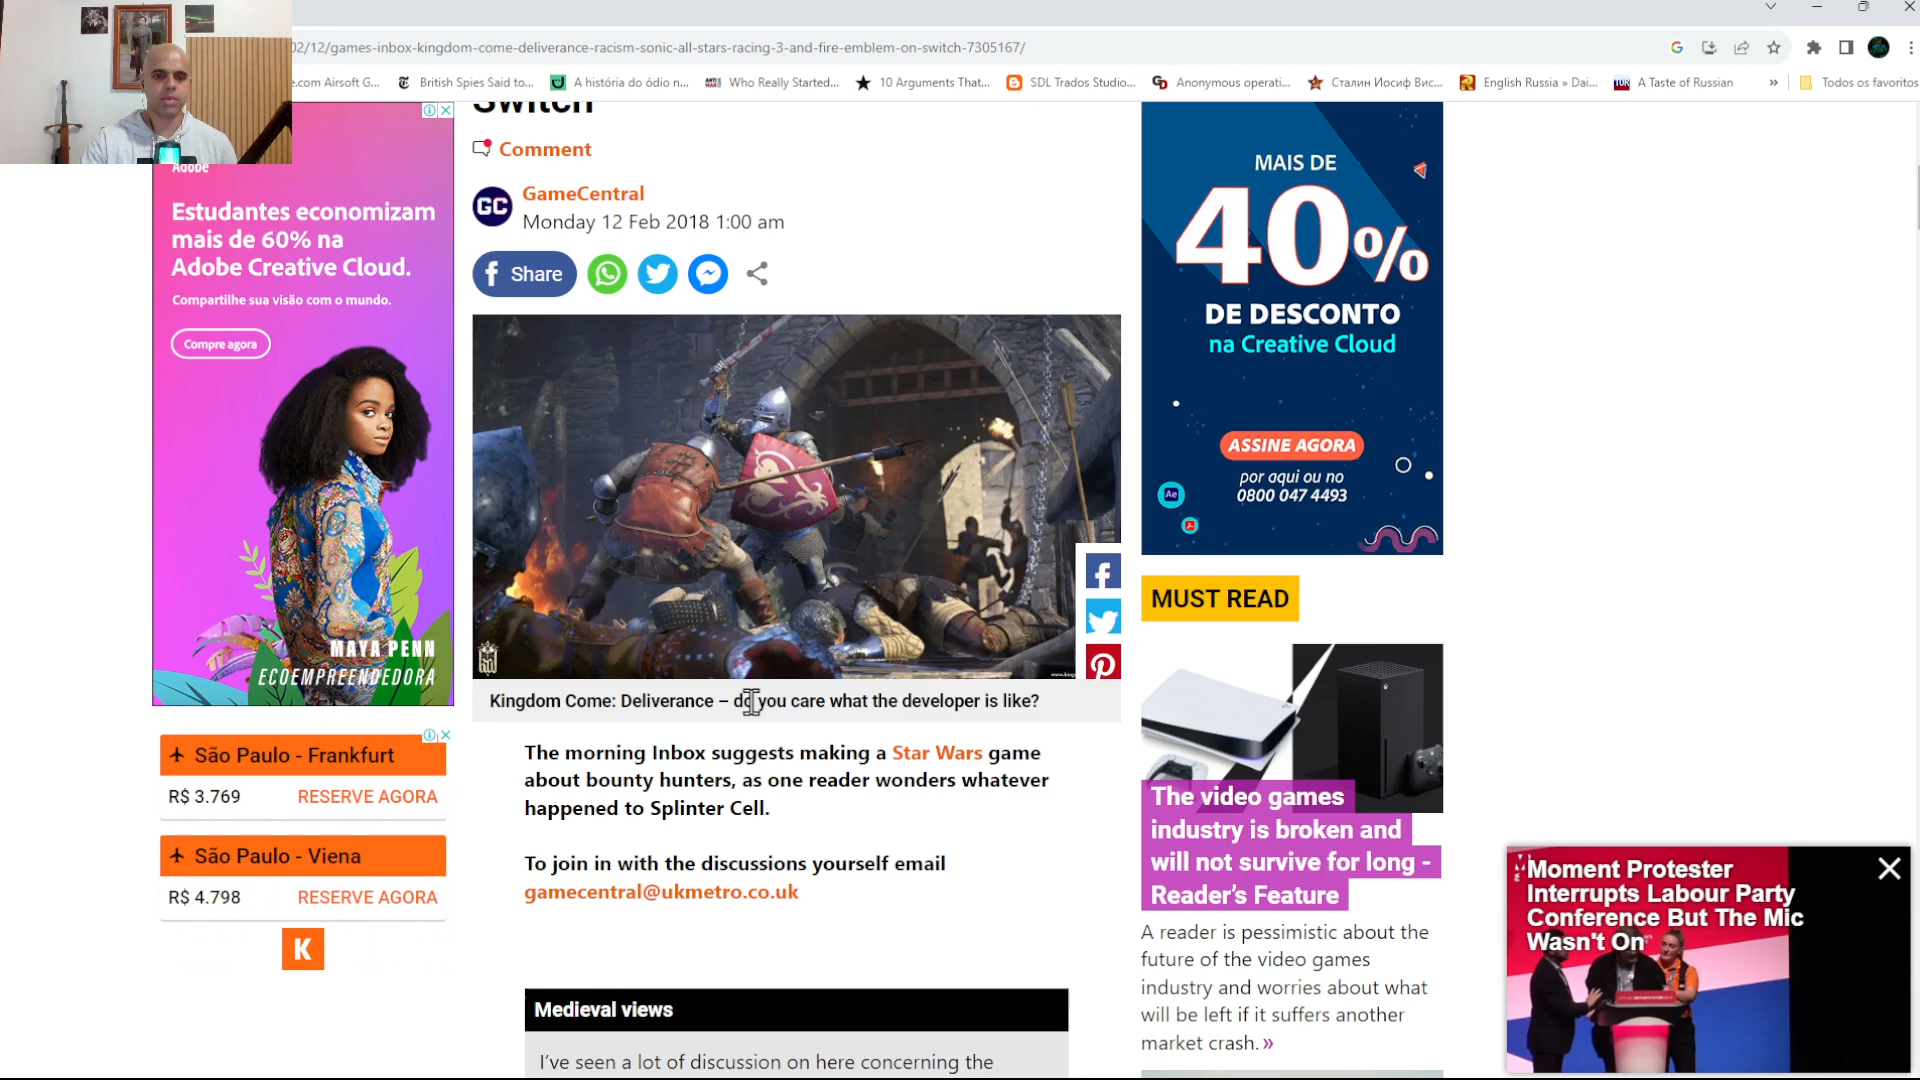 02/12/games-inbox-kingdom-come-deliverance-racism-sonic-all-stars-racing-3-and-fire-emblem-on-switch-7305167/
e.com Airsoft G...
British Spies Said to...
A história do ódio n...
Who Really Started...
10 Arguments That...
SDL Trados Studio...
Anonymous operati...
Сталин Иосиф Вис...
English Russia » Dai...
A Taste of Russian
»
Todos os favoritos
Switch
Comment
GC
GameCentral
Monday 12 Feb 2018 1:00 am
Share
Adobe
Estudantes economizam
mais de 60% na
Adobe Creative Cloud.
Compartilhe sua visão com o mundo.
Compre agora
MAYA PENN
ECOEMPREENDEDORA
São Paulo - Frankfurt
R$ 3.769
RESERVE AGORA
São Paulo - Viena
R$ 4.798
RESERVE AGORA
K
Kingdom Come: Deliverance – do you care what the developer is like?
The morning Inbox suggests making a Star Wars game
about bounty hunters, as one reader wonders whatever
happened to Splinter Cell.
To join in with the discussions yourself email
gamecentral@ukmetro.co.uk
Medieval views
I've seen a lot of discussion on here concerning the
MAIS DE
40%
DE DESCONTO
na Creative Cloud
ASSINE AGORA
por aqui ou no
0800 047 4493
Ae
MUST READ
The video games
industry is broken and
will not survive for long -
Reader's Feature
A reader is pessimistic about the
future of the video games
industry and worries about what
will be left if it suffers another
market crash. »
Moment Protester
Interrupts Labour Party
Conference But The Mic
Wasn't On